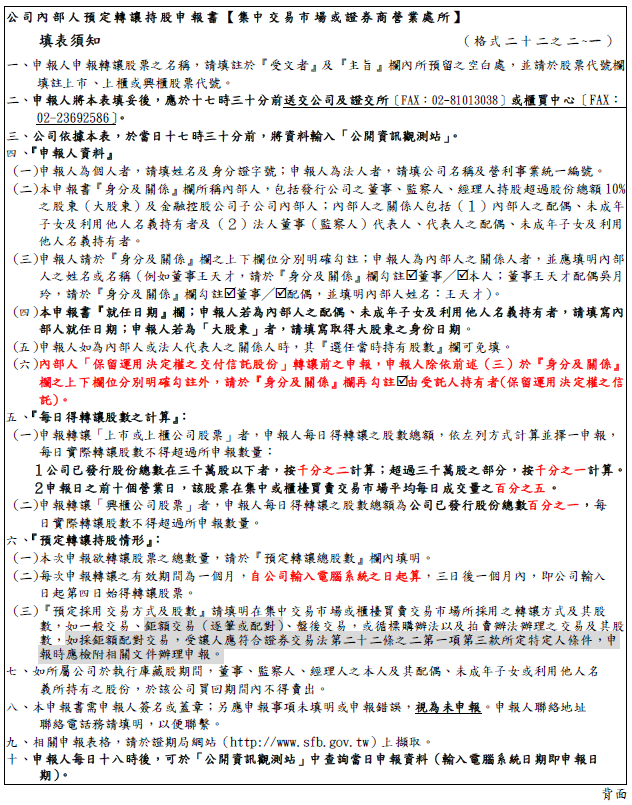 公司內部人預定轉讓持股申報書【集中交易市場或證券商營業處所】
填表須知
（格式二十二之二~一）
一、申報人申報轉讓股票之名稱，請填註於『受文者』及『主旨』欄內所預留之空白處，並請於股票代號欄
填註上市、上櫃或興櫃股票代號。
二、申報人將本表填妥後，應於十七時三十分前送交公司及證交所〔FAX：02-81013038〕或櫃買中心〔FAX：
02-23692586〕。
三、公司依據本表，於當日十七時三十分前，將資料輸入「公開資訊觀測站」。
四、『申報人資料』
(一)申報人為個人者，請填姓名及身分證字號；申報人為法人者，請填公司名稱及營利事業統一編號。
(二)本申報書『身分及關係』欄所稱內部人，包括發行公司之董事、監察人、經理人持股超過股份總額10%
之股東（大股東）及金融控股公司子公司內部人；內部人之關係人包括（１）內部人之配偶、未成年
子女及利用他人名義持有者及（２）法人董事（監察人）代表人、代表人之配偶、未成年子女及利用
他人名義持有者。
(三)申報人請於『身分及關係』欄之上下欄位分別明確勾註；申報人為內部人之關係人者，並應填明內部
人之姓名或名稱（例如董事王天才，請於『身分及關係』欄勾註☑董事／☑本人；董事王天才配偶吳月
玲，請於『身分及關係』欄勾註☑董事／☑配偶，並填明內部人姓名：王天才）。
(四)本申報書『就任日期』欄；申報人若為內部人之配偶、未成年子女及利用他人名義持有者，請填寫內
部人就任日期；申報人若為「大股東」者，請填寫取得大股東之身份日期。
(五)申報人如為內部人或法人代表人之關係人時，其『選任當時持有股數』欄可免填。
(六)內部人「保留運用決定權之交付信託股份」轉讓前之申報，申報人除依前述（三）於『身分及關係』
欄之上下欄位分別明確勾註外，請於『身分及關係』欄再勾註☑由受託人持有者(保留運用決定權之信
託)。
五、『每日得轉讓股數之計算』：
(一)申報轉讓「上市或上櫃公司股票」者，申報人每日得轉讓之股數總額，依左列方式計算並擇一申報，
每日實際轉讓股數不得超過所申報數量：
１公司已發行股份總數在三千萬股以下者，按千分之二計算；超過三千萬股之部分，按千分之一計算。
２申報日之前十個營業日，該股票在集中或櫃檯買賣交易市場平均每日成交量之百分之五。
(二)申報轉讓「興櫃公司股票」者，申報人每日得轉讓之股數總額為公司已發行股份總數百分之一，每
日實際轉讓股數不得超過所申報數量。
六、『預定轉讓持股情形』：
(一)本次申報欲轉讓股票之總數量，請於『預定轉讓總股數』欄內填明。
(二)每次申報轉讓之有效期間為一個月，自公司輸入電腦系統之日起算，三日後一個月內，即公司輸入
日起第四日始得轉讓股票。
(三)『預定採用交易方式及股數』請填明在集中交易市場或櫃檯買賣交易市場所採用之轉讓方式及其股
數，如一般交易、鉅額交易（逐筆或配對）、盤後交易，或循標購辦法以及拍賣辦法辦理之交易及其股
數，如採鉅額配對交易，受讓人應符合證券交易法第二十二條之二第一項第三款所定特定人條件，申
報時應檢附相關文件辦理申報。
七、如所屬公司於執行庫藏股期間，董事、監察人、經理人之本人及其配偶、未成年子女或利用他人名
義所持有之股份，於該公司買回期間內不得賣出。
八、本申報書需申報人簽名或蓋章；另應申報事項未填明或申報錯誤，視為未申報。申報人聯絡地址
聯絡電話務請填明，以便聯繫。
九、相關申報表格，請於證期局網站（http://www.sfb.gov.tw）上擷取。
十、申報人每日十八時後，可於「公開資訊觀測站」中查詢當日申報資料（輸入電腦系統日期即申報日
期）。
背面